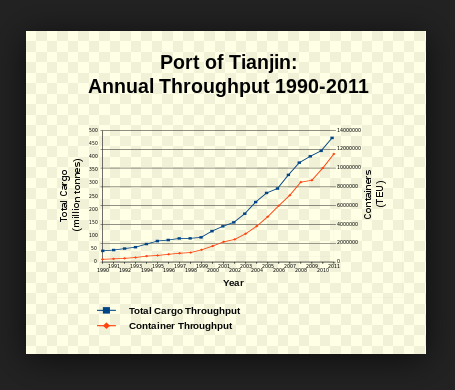 Port of Tianjin:
Annual Throughput 1990-2011
Total Cargo
(million tonnes)
500
450
400
350
300
250
200
150
100
50
0
14000000
12000000
10000000
8000000
6000000
4000000
2000000
0
Containers
(TEU)
1991 1993 1995 1997 1999 2001 2003 2005 2007 2009 2011
1990 1992 1994 1996 1998 2000 2002 2004 2006 2008 2010
Year
Total Cargo Throughput
Container Throughput